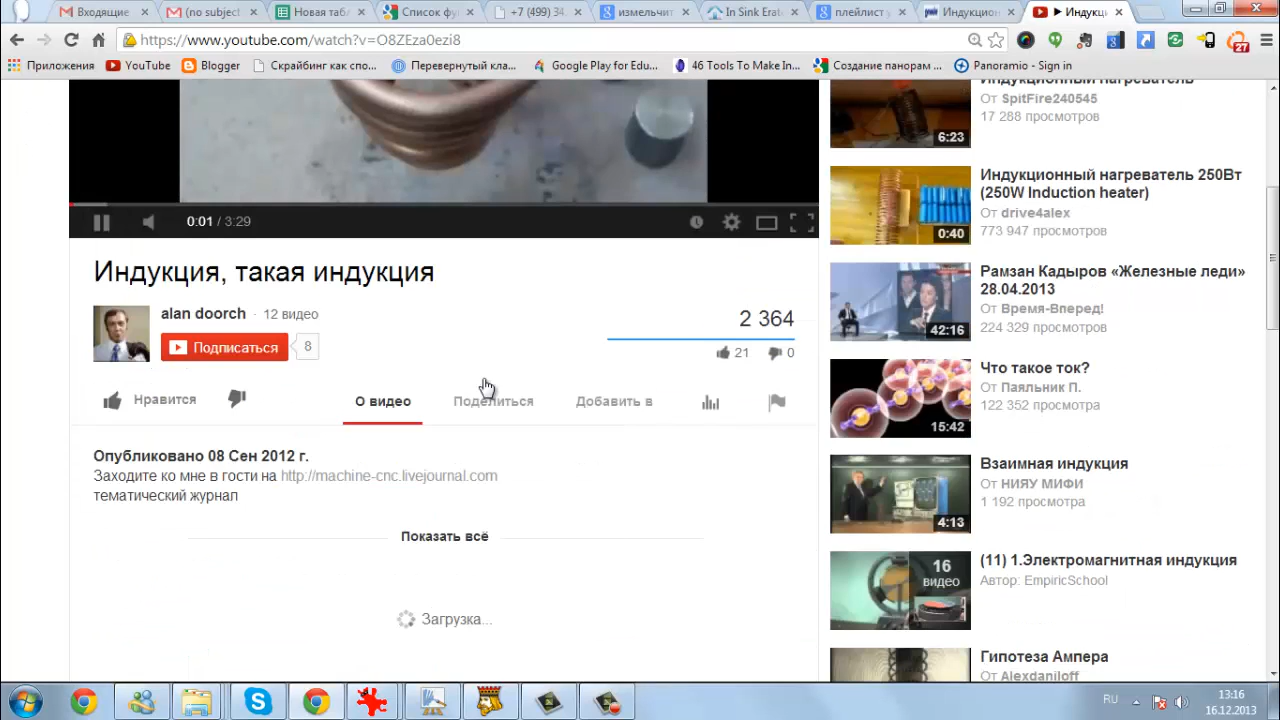 Входящие
(no subject
Новая таб
Список фу
+7 (499) 34
измельчит
In Sink Erat
плейлист
Индукцион
Индукц
https://www.youtube.com/watch?v=O8ZEza0ezi8
27
Приложения
YouTube
Blogger
Скрайбинг как спо...
Перевернутый кла...
Google Play for Edu...
46 Tools To Make In...
Создание панорам ...
Panoramio - Sign in
0:01 / 3:29
Индукция, такая индукция
alan doorch · 12 видео
Подписаться
8
2 364
21
0
Нравится
О видео
Поделиться
Добавить в
Опубликовано 08 Сен 2012 г.
Заходите ко мне в гости на http://machine-cnc.livejournal.com
тематический журнал
Показать всё
Загрузка...
Индукционный нагреватель
От SpitFire240545
17 288 просмотров
6:23
Индукционный нагреватель 250Вт
(250W Induction heater)
От drive4alex
773 947 просмотров
0:40
Рамзан Кадыров «Железные леди»
28.04.2013
От Время-Вперед!
224 329 просмотров
42:16
Что такое ток?
От Паяльник П.
122 352 просмотра
15:42
Взаимная индукция
От НИЯУ МИФИ
1 192 просмотра
4:13
(11) 1.Электромагнитная индукция
Автор: EmpiricSchool
16
видео
Гипотеза Ампера
От Alexdaniloff
RU
13:16
16.12.2013